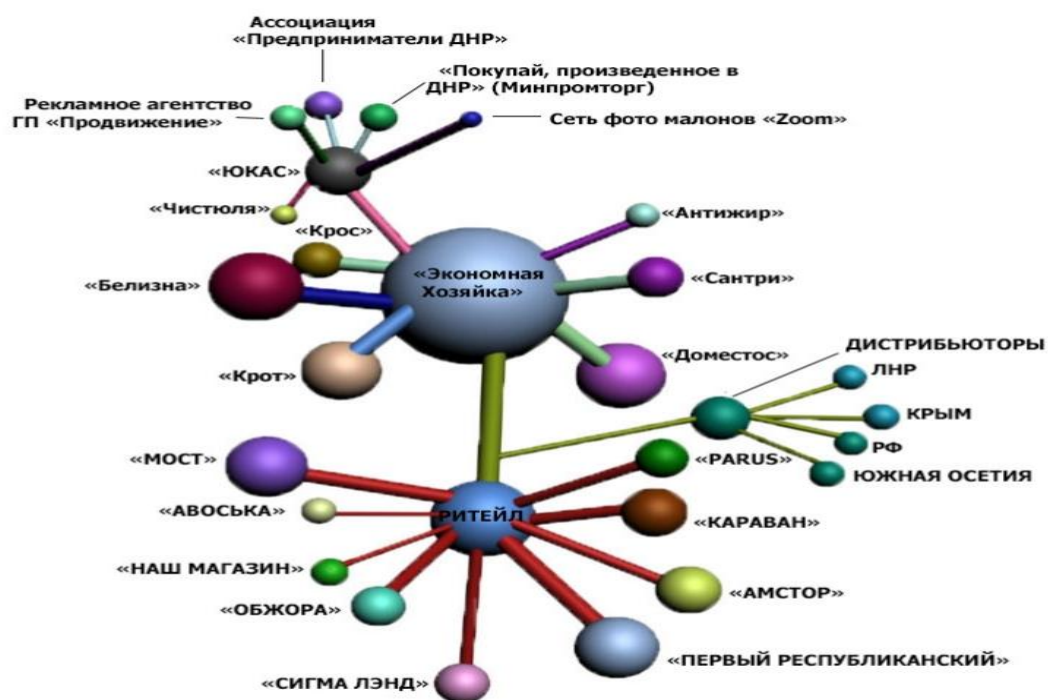 Ассоциация
«Предприниматели ДНР»
«Покупай, произведенное в
ДНР» (Минпромторг)
Рекламное агентство
ГП «Продвижение»
Сеть фото малонов «Zoom»
«ЮКАС»
«Чистюля»
«Антижир»
«Крос»
«Экономная
Хозяйка»
«Белизна»
«Сантри»
«Крот»
«Доместос»
ДИСТРИБЬЮТОРЫ
ЛНР
КРЫМ
РФ
ЮЖНАЯ ОСЕТИЯ
«МОСТ»
«PARUS»
«АВОСЬКА»
РИТЕЙЛ
«КАРАВАН»
«НАШ МАГАЗИН»
«АМСТОР»
«ОБЖОРА»
«ПЕРВЫЙ РЕСПУБЛИКАНСКИЙ»
«СИГМА ЛЭНД»